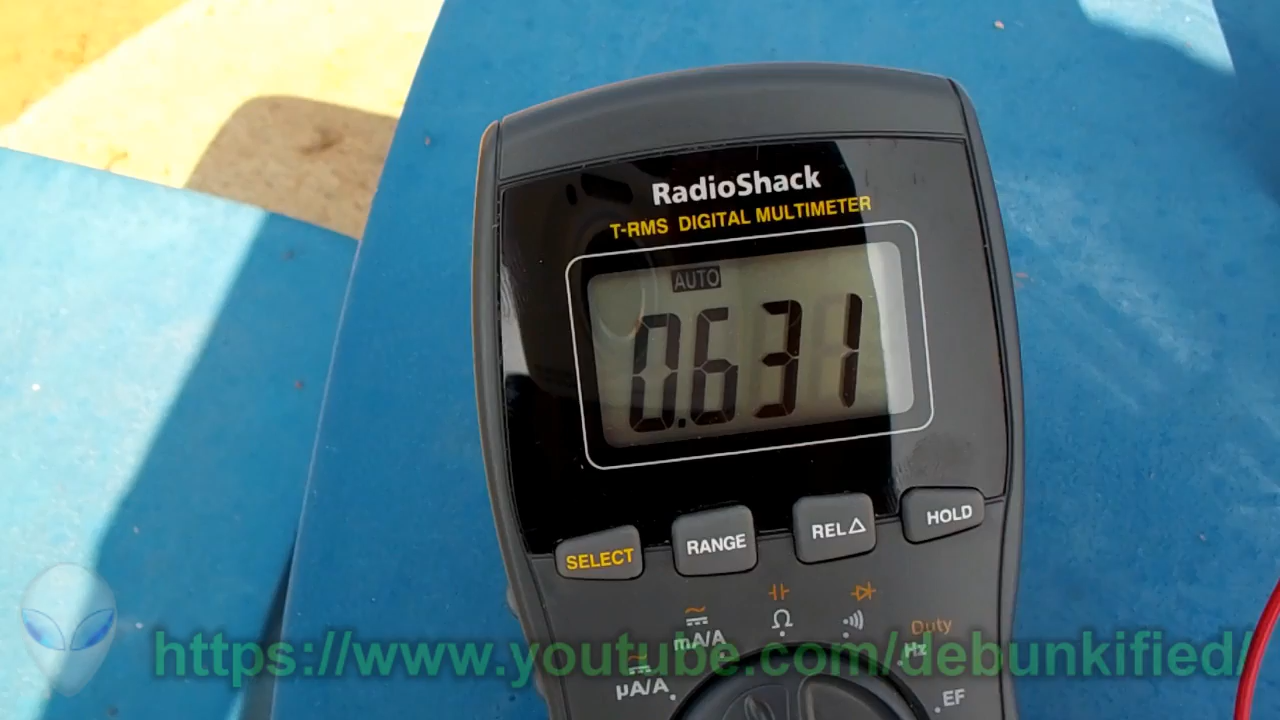 RadioShack
T-RMS DIGITAL MULTIMETER
AUTO
0.631
SELECT RANGE REL△ HOLD
mA/A Ω Duty
Hz
µA/A EF
https://www.youtube.com/debunkified/